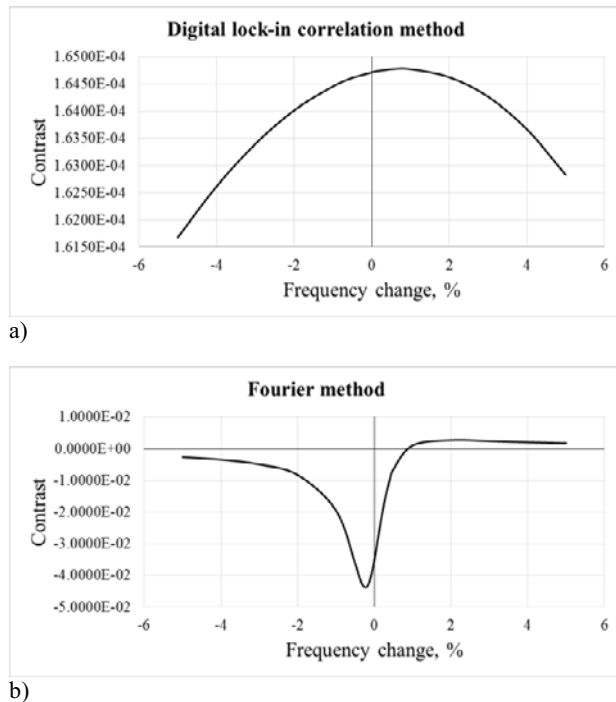 Digital lock-in correlation method
1.6500E-04
1.6450E-04
1.6400E-04
1.6350E-04
1.6300E-04
1.6250E-04
1.6200E-04
1.6150E-04
Contrast
-6 -4 -2 0 2 4 6
Frequency change, %
a)
Fourier method
1.0000E-02
0.0000E+00
-1.0000E-02
-2.0000E-02
-3.0000E-02
-4.0000E-02
-5.0000E-02
Contrast
-6 -4 -2 0 2 4 6
Frequency change, %
b)